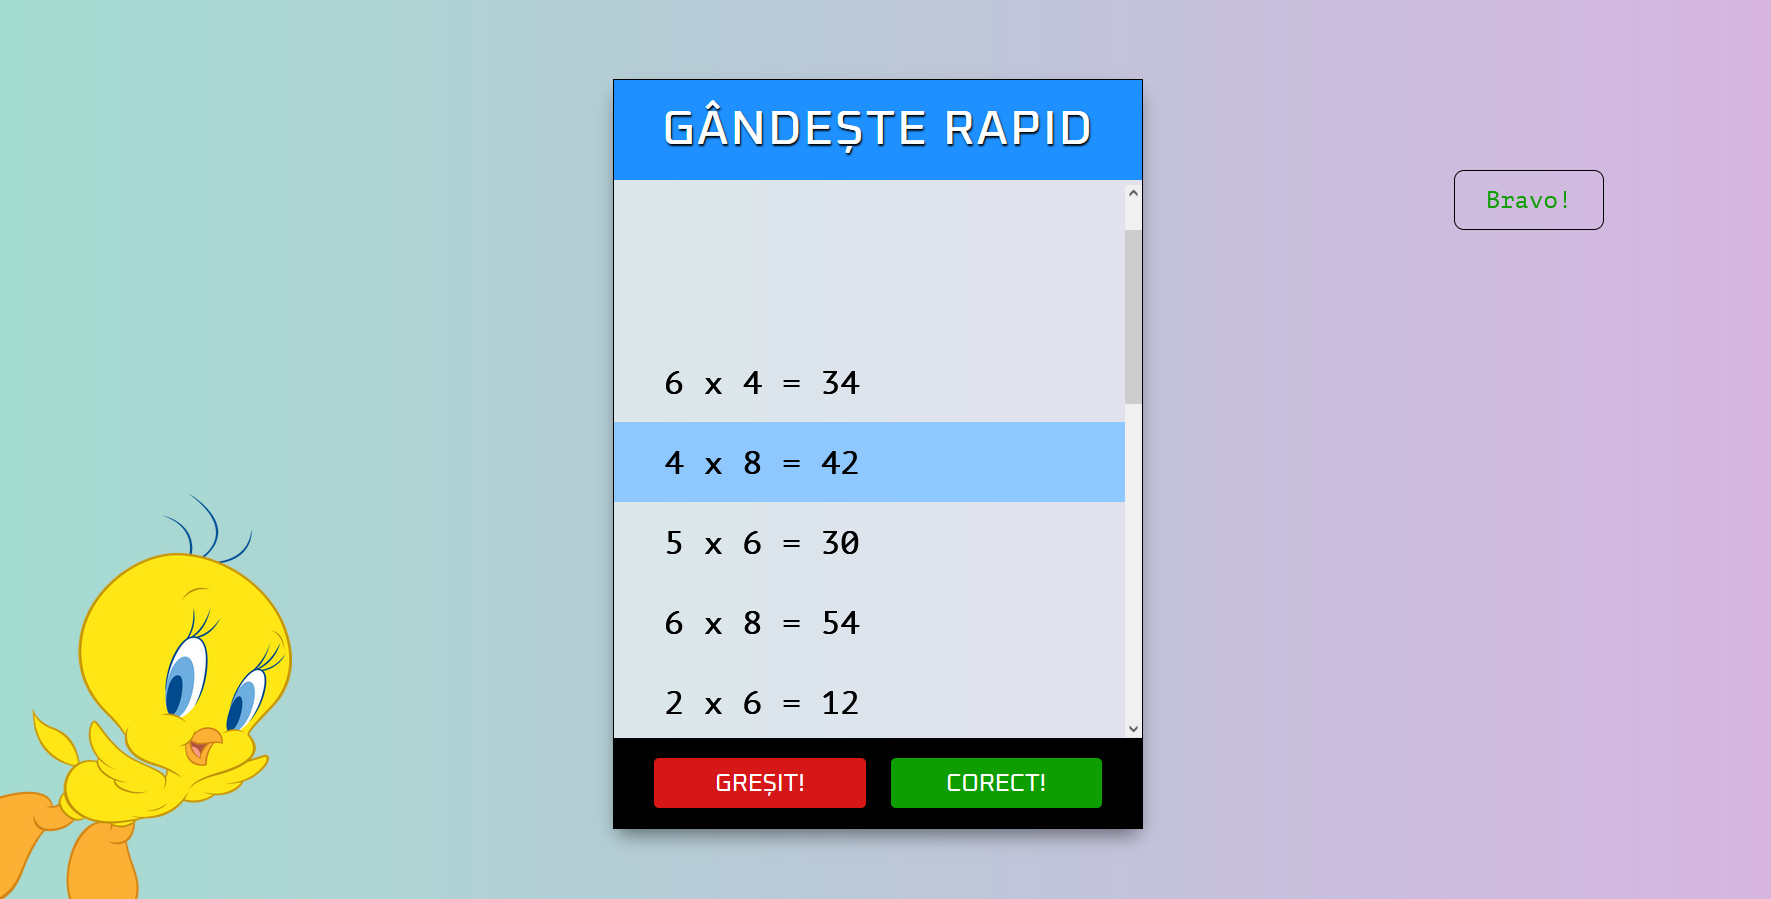 GÂNDEȘTE RAPID
Bravo!
6 x 4 = 34
4 x 8 = 42
5 x 6 = 30
6 x 8 = 54
2 x 6 = 12
GREȘIT!
CORECT!